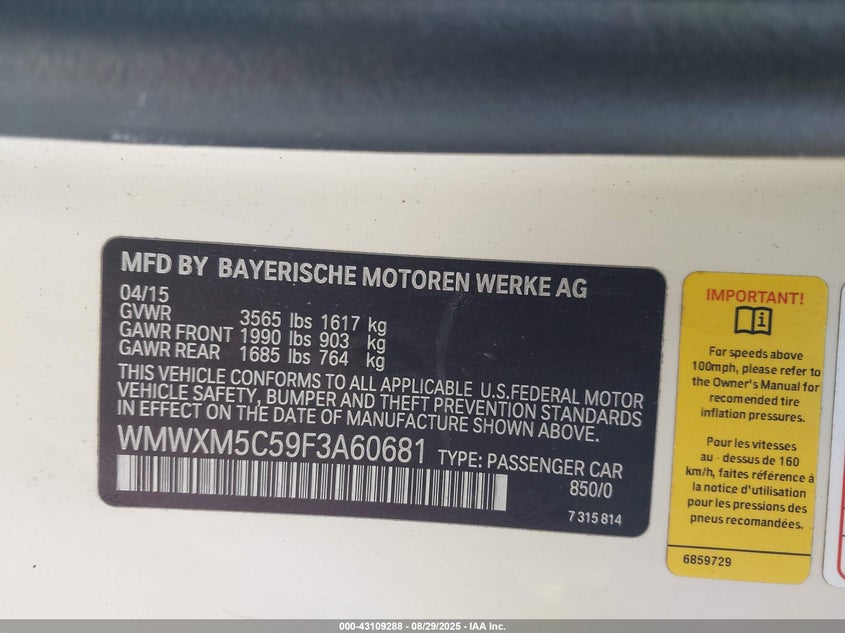 MFD BY BAYERISCHE MOTOREN WERKE AG
04/15
GVWR 3565 lbs 1617 kg
GAWR FRONT 1990 lbs 903 kg
GAWR REAR 1685 lbs 764 kg
THIS VEHICLE CONFORMS TO ALL APPLICABLE U.S.FEDERAL MOTOR
VEHICLE SAFETY, BUMPER AND THEFT PREVENTION STANDARDS
IN EFFECT ON THE DATE OF MANUFACTURE SHOWN ABOVE.
WMWXM5C59F3A60681 TYPE: PASSENGER CAR
850/0
7 315 814
IMPORTANT!
i
For speeds above
100mph, please refer to
the Owner's Manual for
recomended tire
inflation pressures.
Pour les vitesses
au - dessus de 160
km/h, faites référence à
la notice d'utilisation
pour les pressions des
pneus recomandées.
6859729
000-43109288 - 08/29/2025 - IAA Inc.